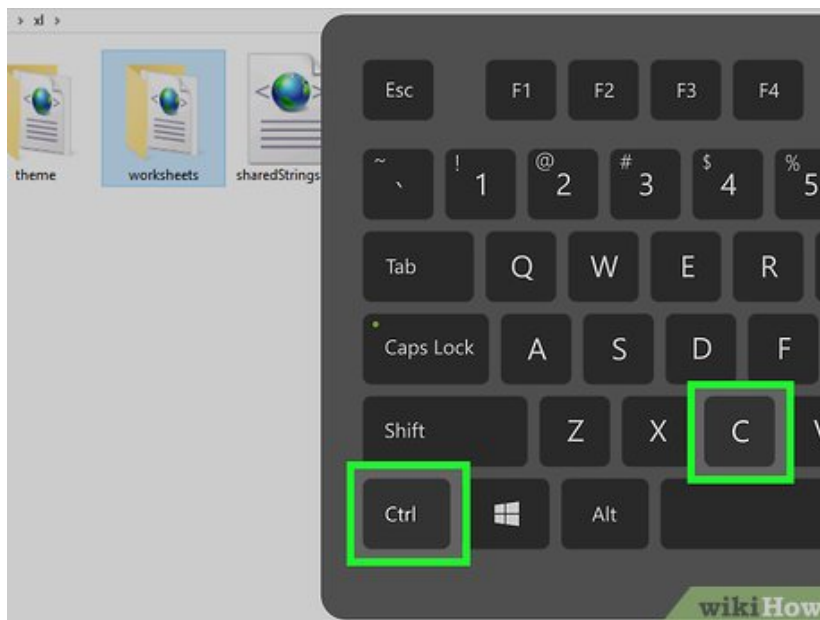 > xl >
theme worksheets sharedStrings
Esc F1 F2 F3 F4
~ ` ! 1 @ 2 # 3 $ 4 % 5
Tab Q W E R
Caps Lock A S D F
Shift Z X C
Ctrl Alt
wikiHow